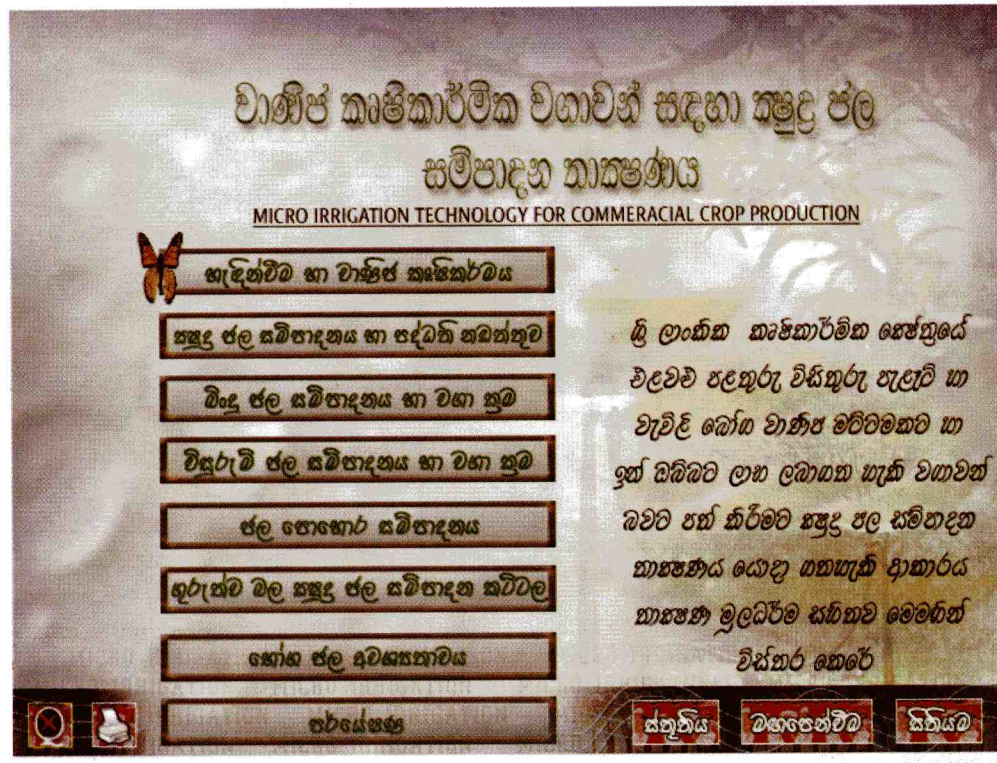 වාණිජ කෘෂිකාර්මික වගාවන් සඳහා ක්‍ෂුද්‍ර ජල
සම්පාදන තාක්‍ෂණය
MICRO IRRIGATION TECHNOLOGY FOR COMMERACIAL CROP PRODUCTION
හැඳින්වීම හා වාණිජ කෘෂිකර්මය
ක්‍ෂුද්‍ර ජල සම්පාදනය හා පද්ධති නඩත්තුව
බිංදු ජල සම්පාදනය හා වගා ක්‍රම
විසුරුම් ජල සම්පාදනය හා වගා ක්‍රම
ජල පොහොර සම්පාදනය
ගුරුත්ව බල ක්‍ෂුද්‍ර ජල සම්පාදන කට්ටල
භෝග ජල අවශ්‍යතාවය
පර්යේෂණ
ශ්‍රී ලාංකික කෘෂිකාර්මික ක්‍ෂේත්‍රයේ
එළවළු පළතුරු විසිතුරු පැළෑටි හා
වැවිලි බෝග වාණිජ මට්ටමකට හා
ඉන් ඔබ්බට ලාභ ලබාගත හැකි වගාවන්
බවට පත් කිරීමට ක්‍ෂුද්‍ර ජල සම්පාදන
තාක්‍ෂණය යොදා ගතහැකි ආකාරය
තාක්‍ෂණ මූලධර්ම සහිතව මෙමඟින්
විස්තර කෙරේ
ස්තූතිය මඟපෙන්වීම සිතියම